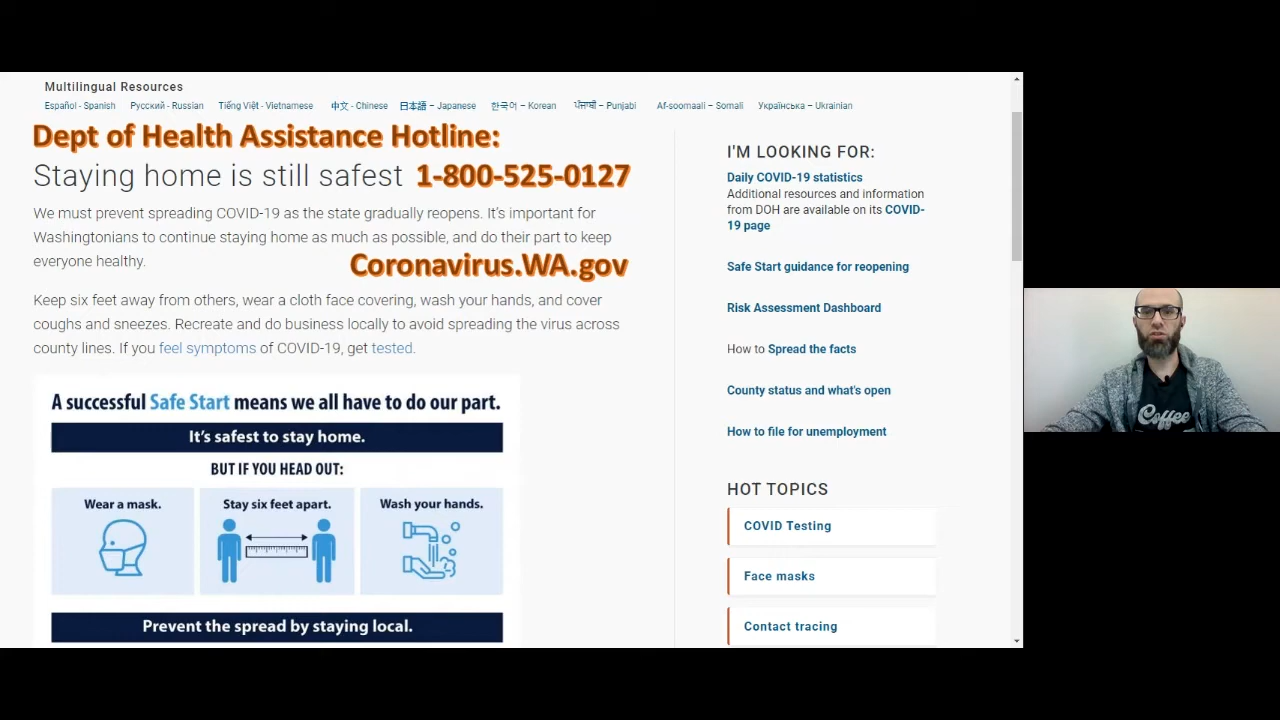 Multilingual Resources
Español - Spanish Русский - Russian Tiếng Việt - Vietnamese 中文 - Chinese 日本語 – Japanese 한국어 – Korean ਪੰਜਾਬੀ – Punjabi Af-soomaali – Somali Українська – Ukrainian
Dept of Health Assistance Hotline:
Staying home is still safest 1-800-525-0127
We must prevent spreading COVID-19 as the state gradually reopens. It's important for
Washingtonians to continue staying home as much as possible, and do their part to keep
everyone healthy.
Coronavirus.WA.gov
Keep six feet away from others, wear a cloth face covering, wash your hands, and cover
coughs and sneezes. Recreate and do business locally to avoid spreading the virus across
county lines. If you feel symptoms of COVID-19, get tested.
A successful Safe Start means we all have to do our part.
It's safest to stay home.
BUT IF YOU HEAD OUT:
Wear a mask. Stay six feet apart. Wash your hands.
Prevent the spread by staying local.
I'M LOOKING FOR:
Daily COVID-19 statistics
Additional resources and information
from DOH are available on its COVID-
19 page
Safe Start guidance for reopening
Risk Assessment Dashboard
How to Spread the facts
County status and what's open
How to file for unemployment
HOT TOPICS
COVID Testing
Face masks
Contact tracing
Coffee